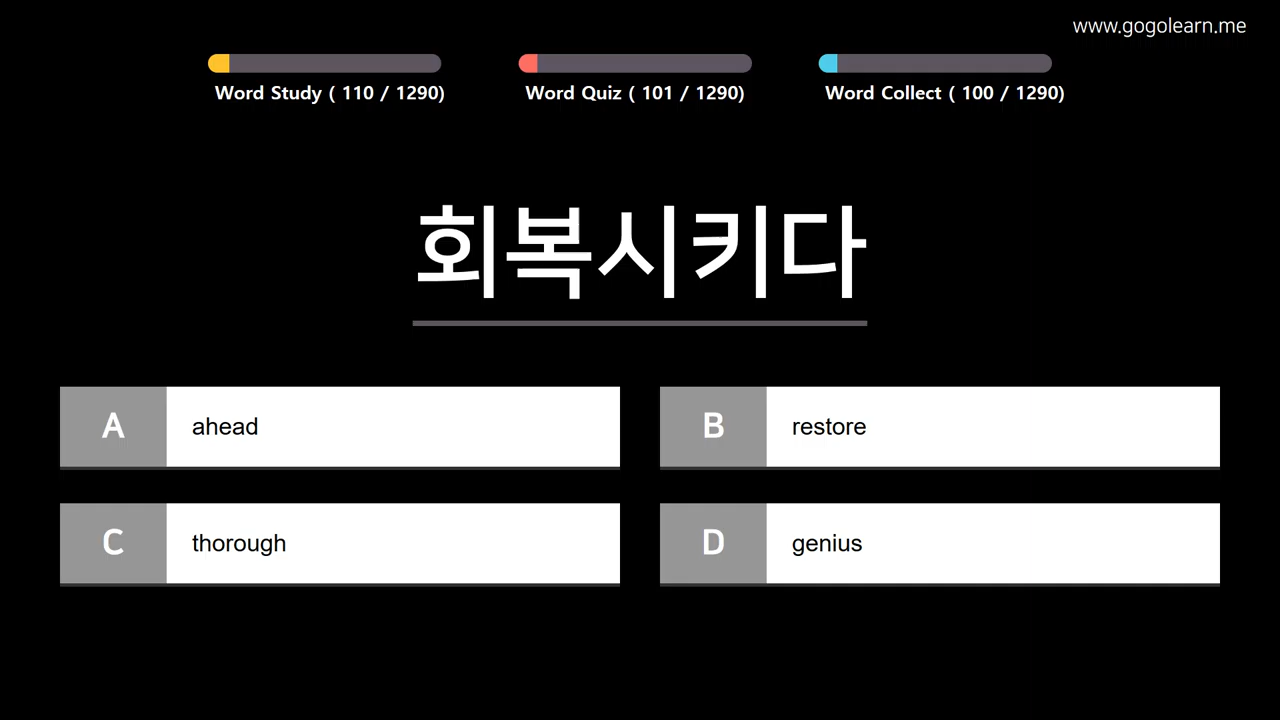 www.gogolearn.me
Word Study ( 110 / 1290)
Word Quiz ( 101 / 1290)
Word Collect ( 100 / 1290)
회복시키다
A
ahead
B
restore
C
thorough
D
genius